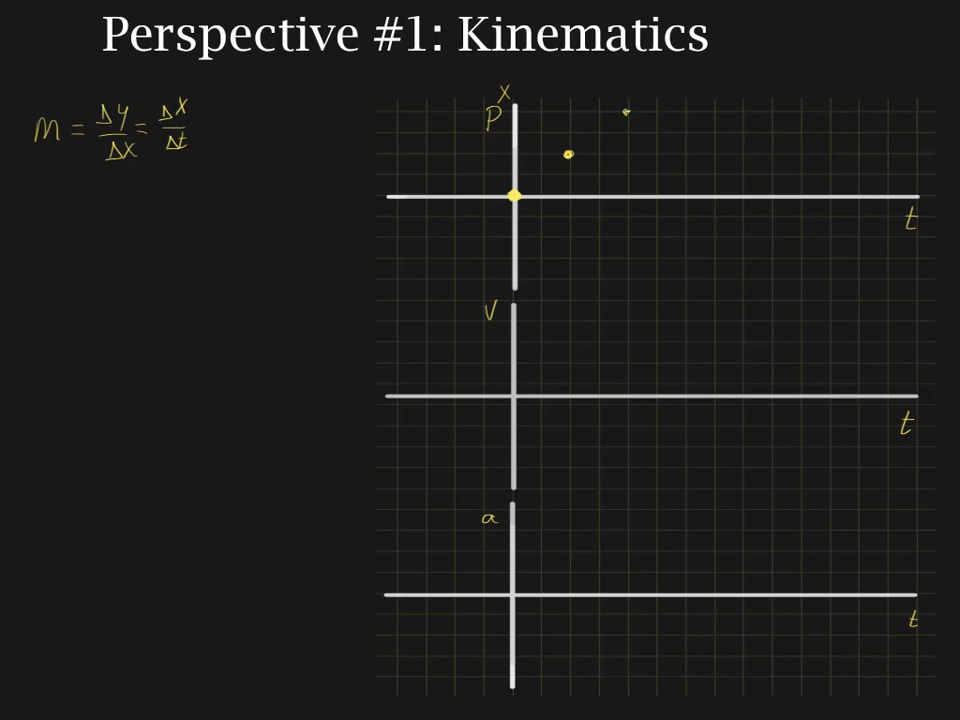 Perspective #1: Kinematics
m = Δy/Δx = Δx/Δt
x
P
t
v
t
a
t